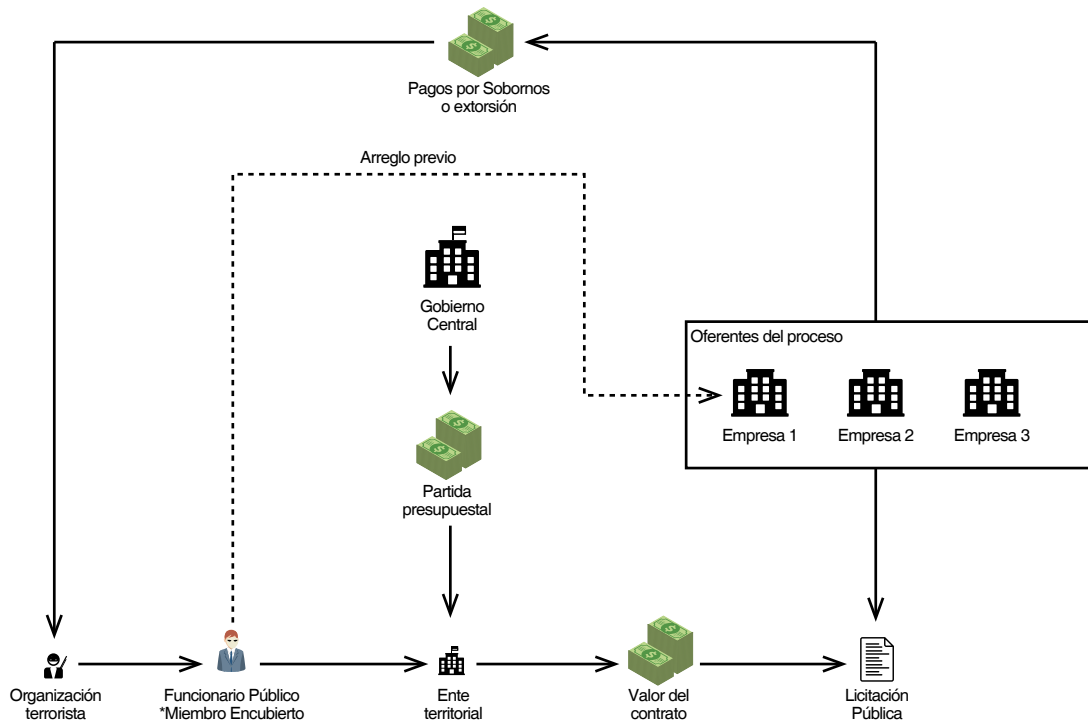 Pagos por Sobornos
o extorsión
Arreglo previo
Gobierno
Central
Oferentes del proceso
Empresa 1
Empresa 2
Empresa 3
Partida
presupuestal
Organización
terrorista
Funcionario Público
*Miembro Encubierto
Ente
territorial
Valor del
contrato
Licitación
Pública